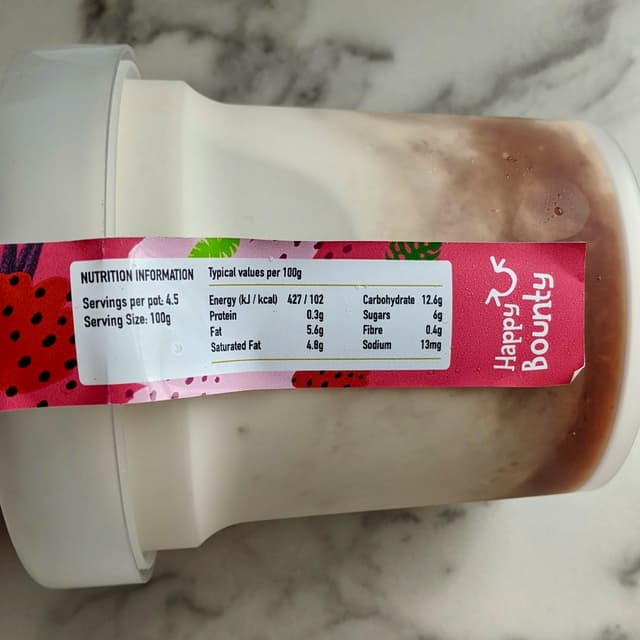 NUTRITION INFORMATION
Servings per pot: 4.5
Serving Size: 100g
Typical values per 100g
Energy (kJ / kcal) 427 / 102
Protein 0.3g
Fat 5.6g
Saturated Fat 4.8g
Carbohydrate 12.6g
Sugars 6g
Fibre 0.4g
Sodium 13mg
Happy
Bounty